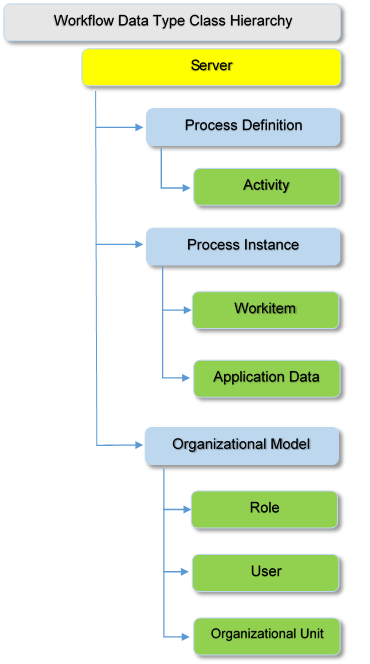 Workflow Data Type Class Hierarchy
Server
Process Definition
Activity
Process Instance
Workitem
Application Data
Organizational Model
Role
User
Organizational Unit